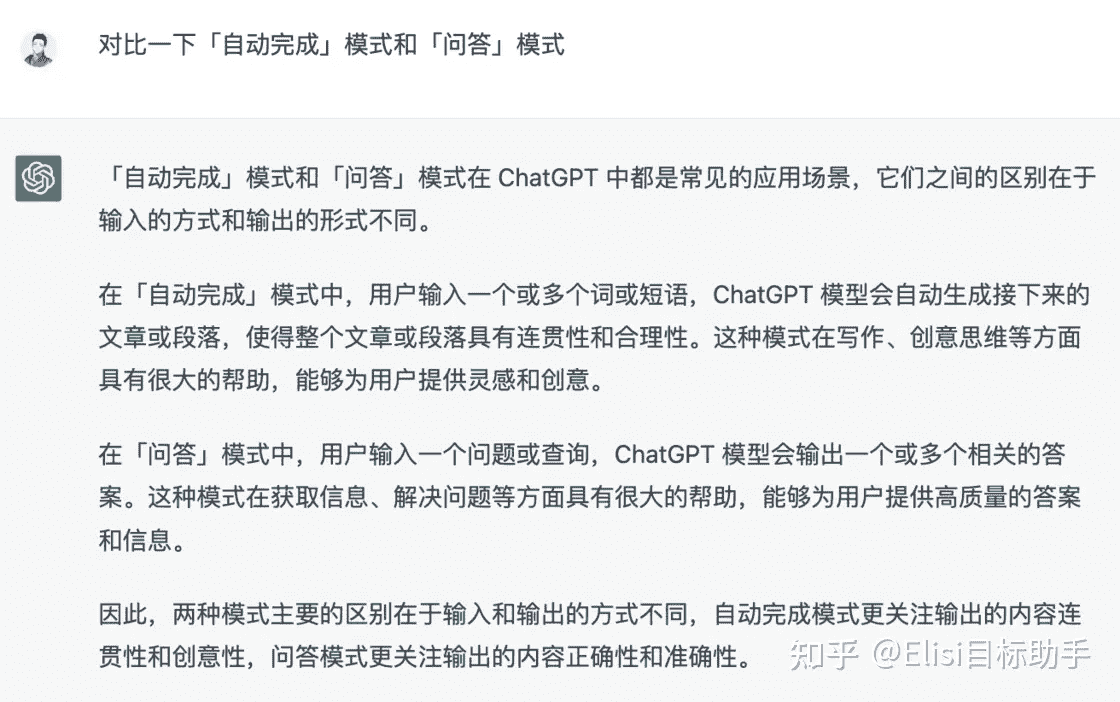 对比一下「自动完成」模式和「问答」模式
「自动完成」模式和「问答」模式在 ChatGPT 中都是常见的应用场景，它们之间的区别在于
输入的方式和输出的形式不同。
在「自动完成」模式中，用户输入一个或多个词或短语，ChatGPT 模型会自动生成接下来的
文章或段落，使得整个文章或段落具有连贯性和合理性。这种模式在写作、创意思维等方面
具有很大的帮助，能够为用户提供灵感和创意。
在「问答」模式中，用户输入一个问题或查询，ChatGPT 模型会输出一个或多个相关的答
案。这种模式在获取信息、解决问题等方面具有很大的帮助，能够为用户提供高质量的答案
和信息。
因此，两种模式主要的区别在于输入和输出的方式不同，自动完成模式更关注输出的内容连
贯性和创意性，问答模式更关注输出的内容正确性和准确性。
知乎 @Elisi目标助手